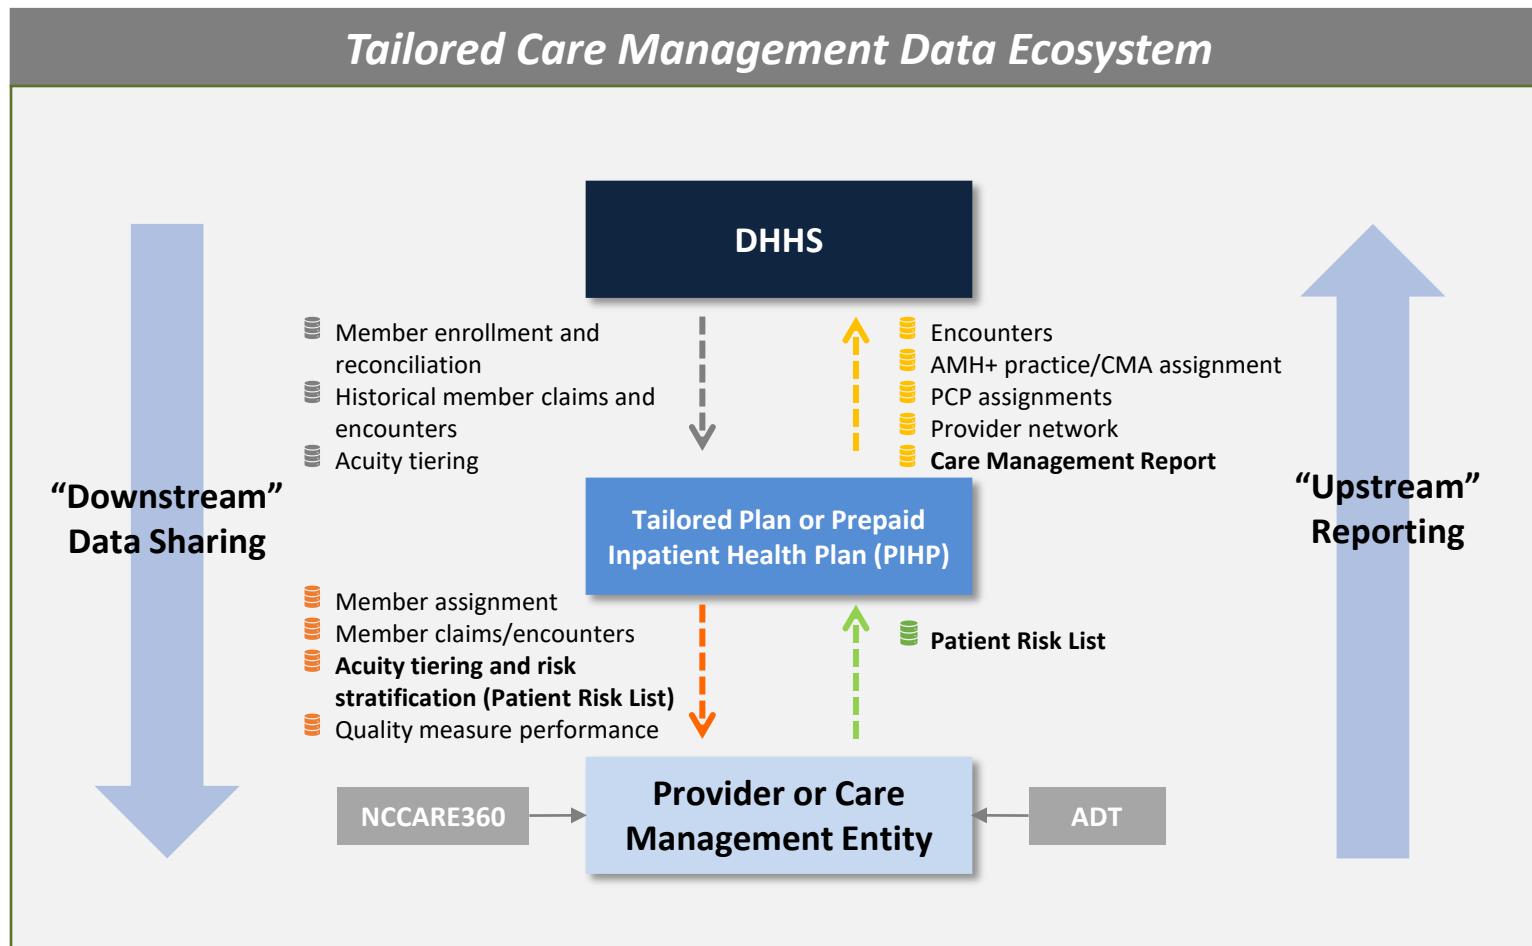 Tailored Care Management Data Ecosystem
DHHS
Member enrollment and
reconciliation
Historical member claims and
encounters
Acuity tiering
Encounters
AMH+ practice/CMA assignment
PCP assignments
Provider network
Care Management Report
“Downstream”
Data Sharing
Tailored Plan or Prepaid
Inpatient Health Plan (PIHP)
“Upstream”
Reporting
Member assignment
Member claims/encounters
Acuity tiering and risk
stratification (Patient Risk List)
Quality measure performance
Patient Risk List
NCCARE360
Provider or Care
Management Entity
ADT